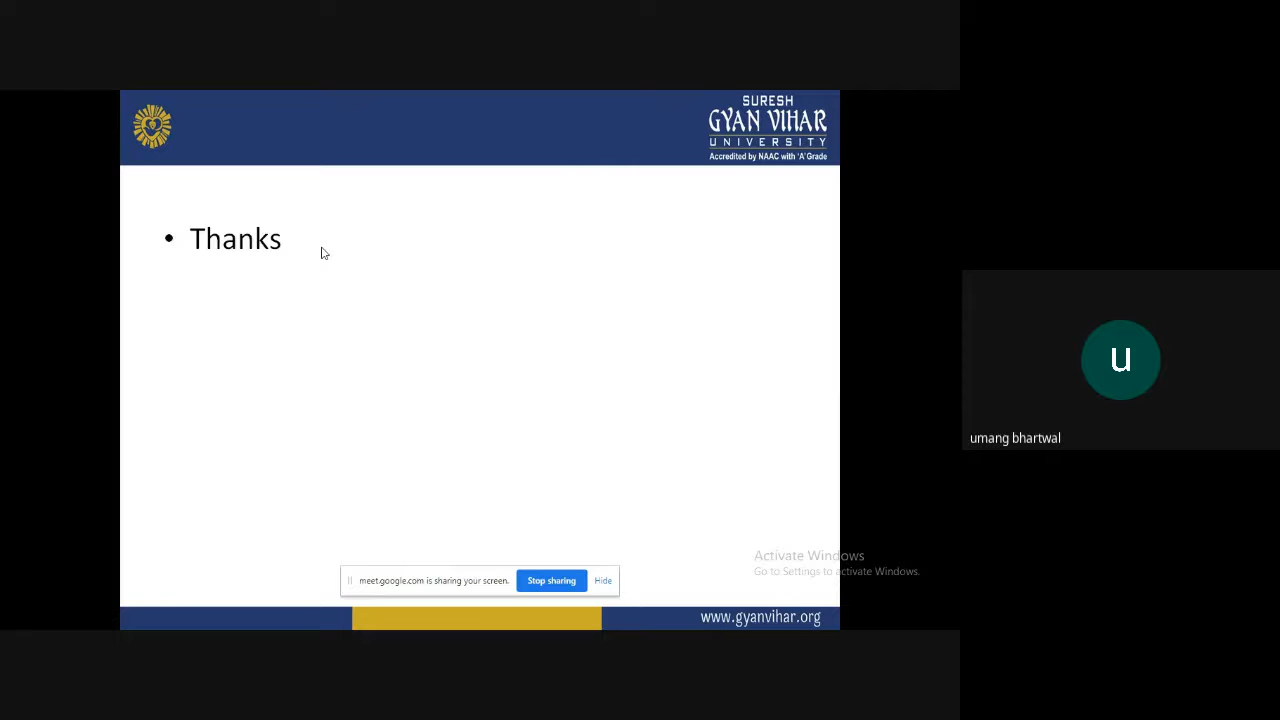 SURESH
GYAN VIHAR
UNIVERSITY
Accredited by NAAC with 'A' Grade
• Thanks
u
umang bhartwal
Activate Windows
Go to Settings to activate Windows.
meet.google.com is sharing your screen. Stop sharing Hide
www.gyanvihar.org